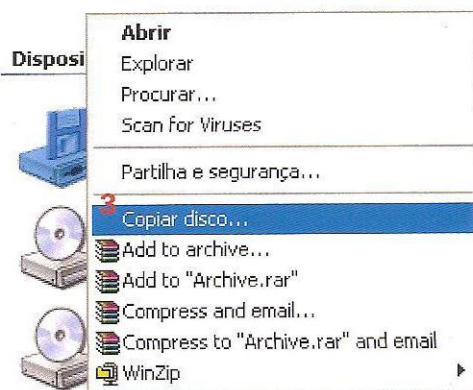 Abrir
Disposi
Explorar
Procurar...
Scan for Viruses
Partilha e segurança...
3
Copiar disco...
Add to archive...
Add to "Archive.rar"
Compress and email...
Compress to "Archive.rar" and email
WinZip